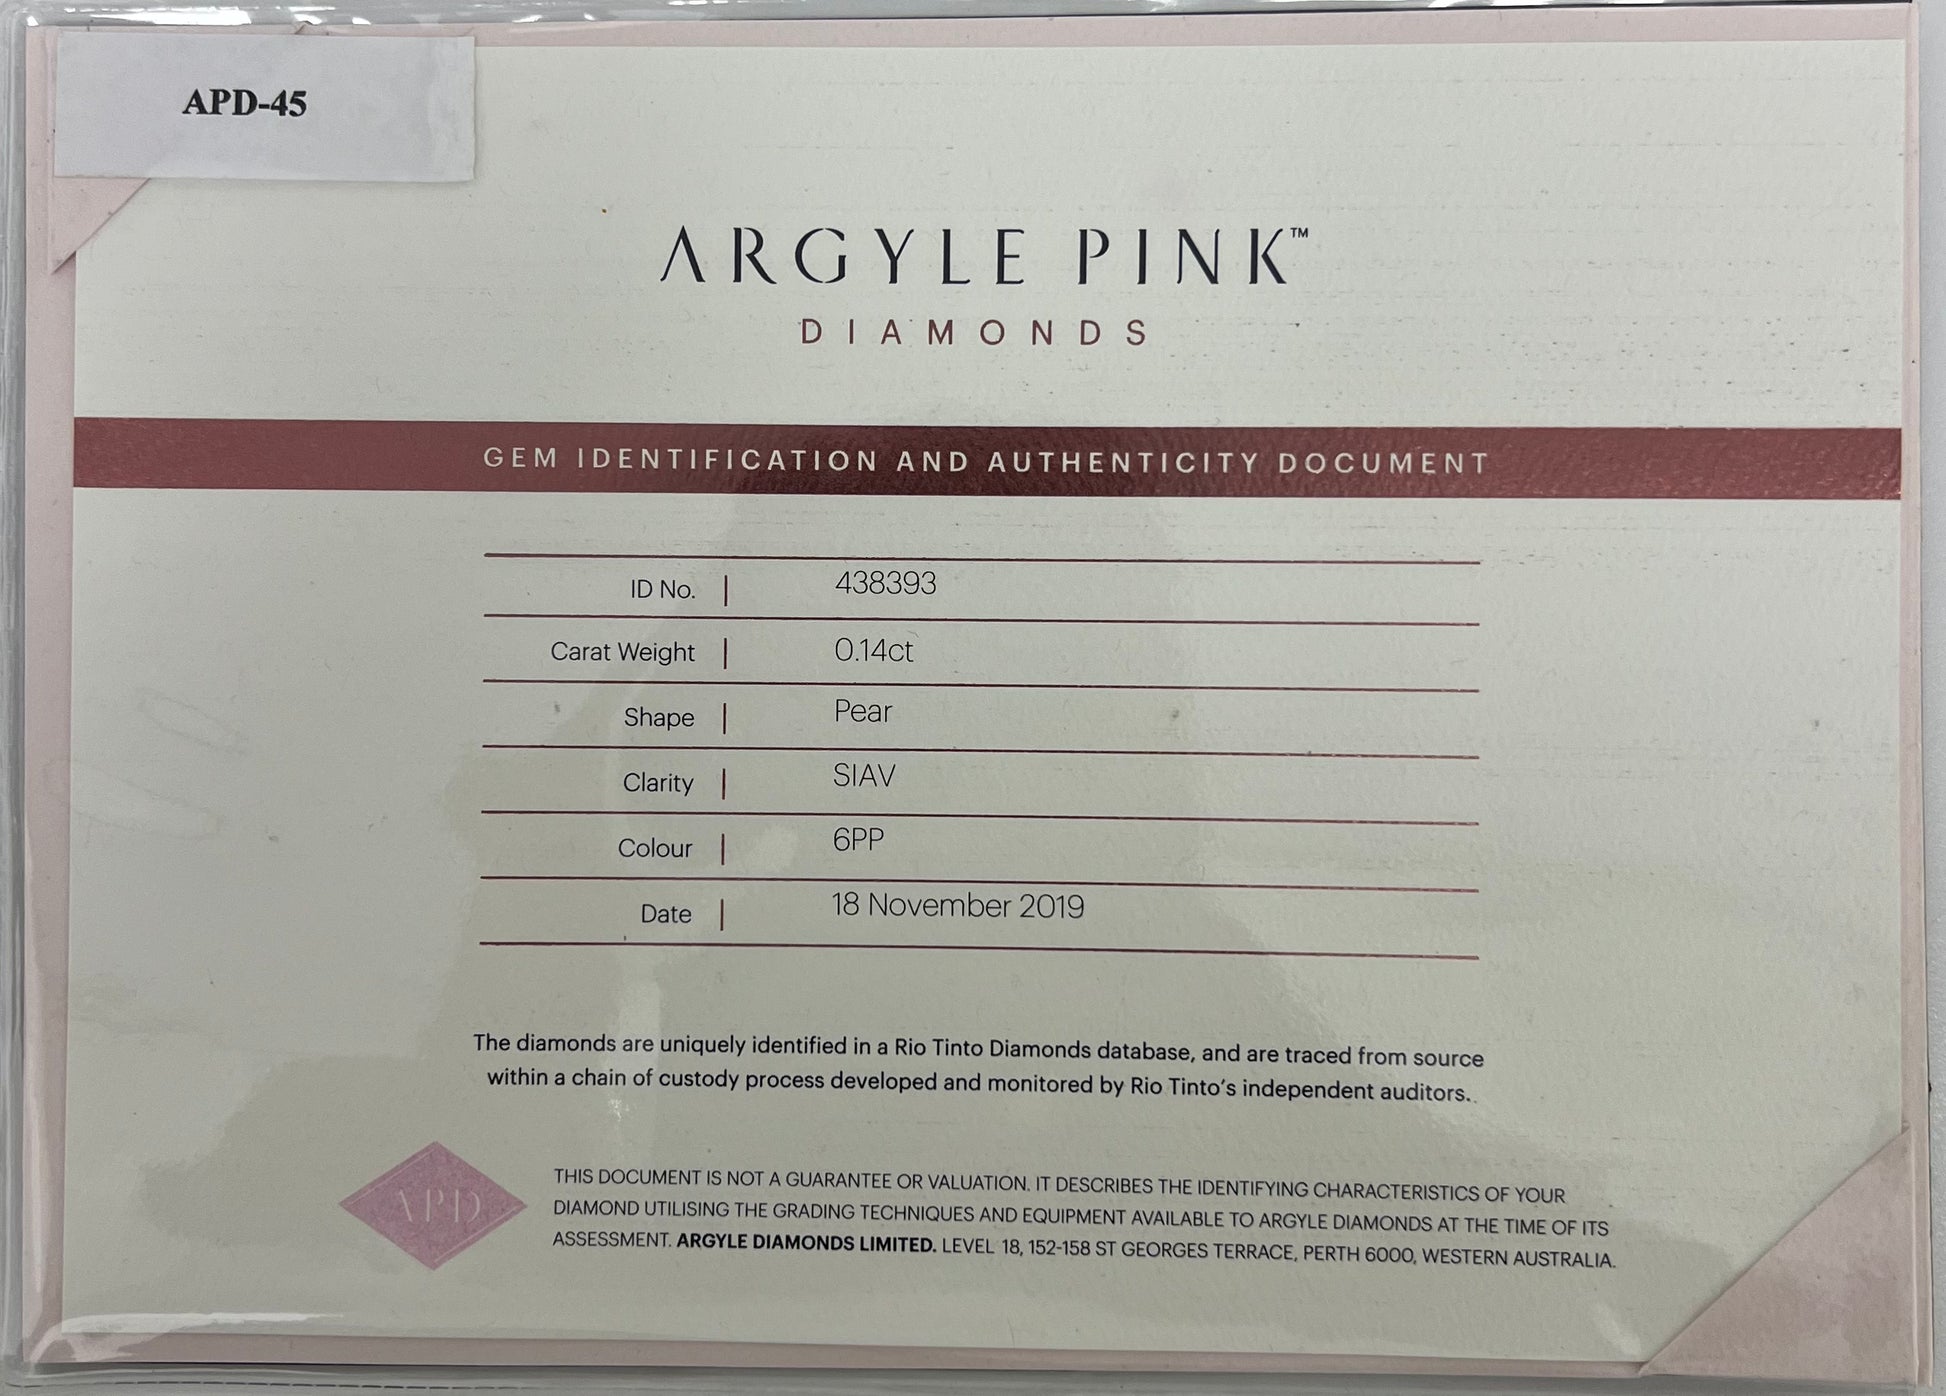 APD-45
ARGYLE PINK™
DIAMONDS
GEM IDENTIFICATION AND AUTHENTICITY DOCUMENT
ID No. | 438393
Carat Weight | 0.14ct
Shape | Pear
Clarity | SIAV
Colour | 6PP
Date | 18 November 2019
The diamonds are uniquely identified in a Rio Tinto Diamonds database, and are traced from source
within a chain of custody process developed and monitored by Rio Tinto's independent auditors.
APD
THIS DOCUMENT IS NOT A GUARANTEE OR VALUATION. IT DESCRIBES THE IDENTIFYING CHARACTERISTICS OF YOUR
DIAMOND UTILISING THE GRADING TECHNIQUES AND EQUIPMENT AVAILABLE TO ARGYLE DIAMONDS AT THE TIME OF ITS
ASSESSMENT. ARGYLE DIAMONDS LIMITED. LEVEL 18, 152-158 ST GEORGES TERRACE, PERTH 6000, WESTERN AUSTRALIA.